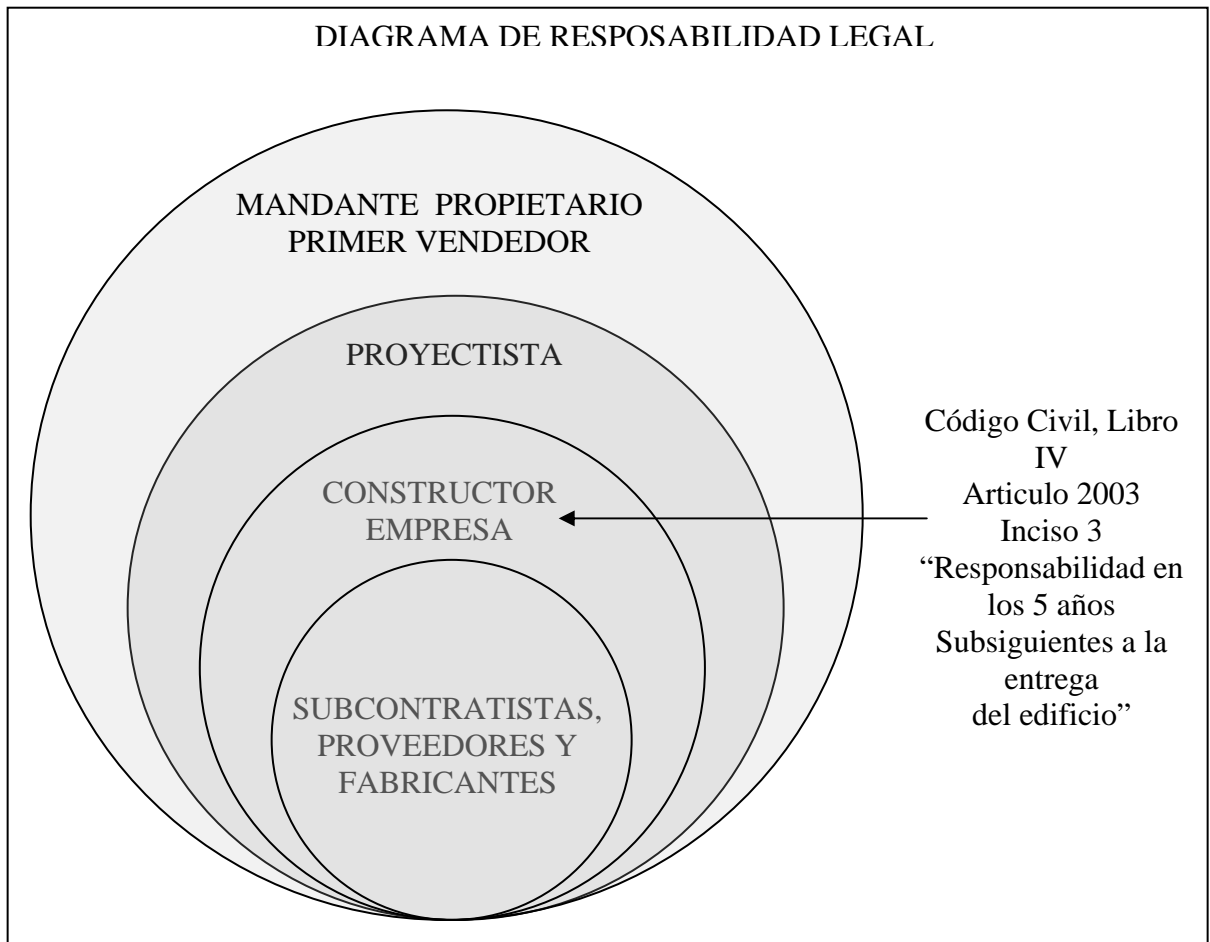 DIAGRAMA DE RESPOSABILIDAD LEGAL
MANDANTE PROPIETARIO
PRIMER VENDEDOR
PROYECTISTA
CONSTRUCTOR
EMPRESA
SUBCONTRATISTAS,
PROVEEDORES Y
FABRICANTES
Código Civil, Libro
IV
Articulo 2003
Inciso 3
“Responsabilidad en
los 5 años
Subsiguientes a la
entrega
del edificio”